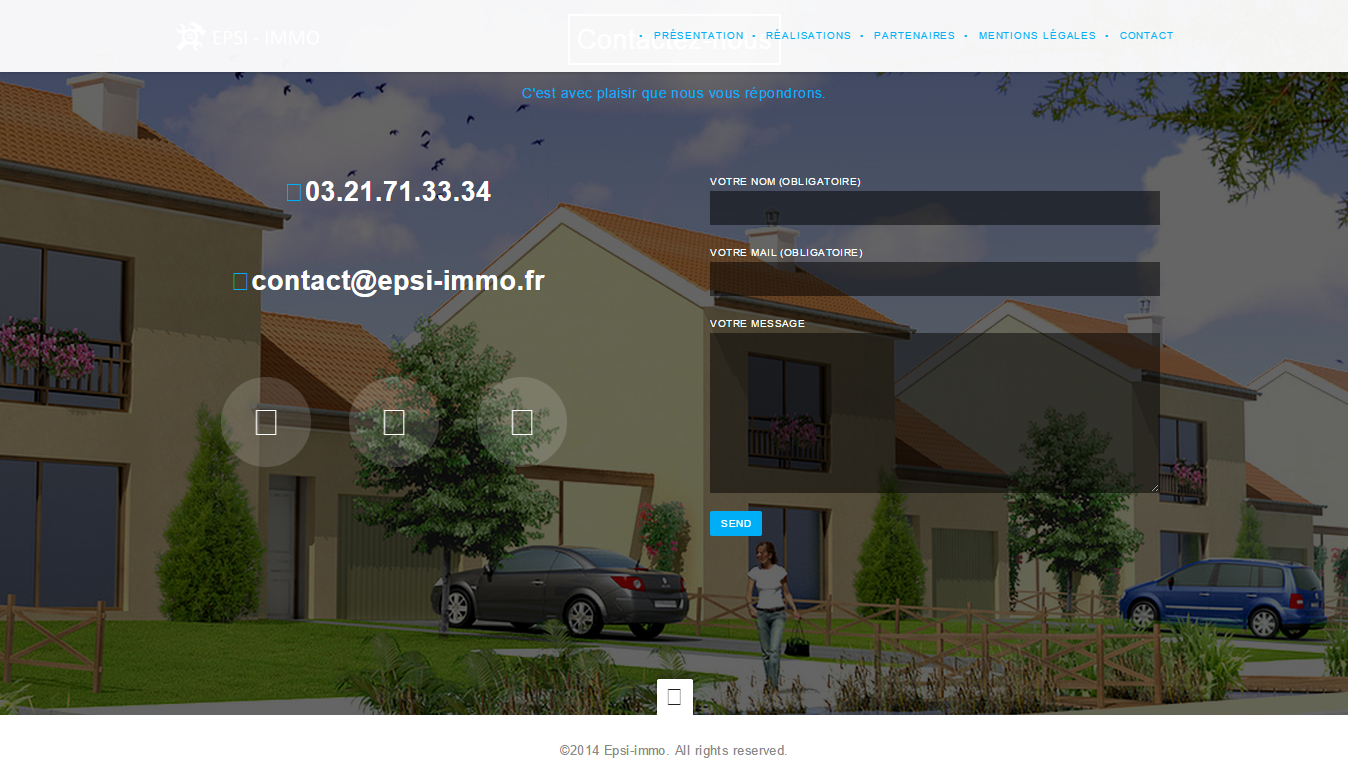 EPSI - IMMO
Contactez-nous
• PRÉSENTATION • RÉALISATIONS • PARTENAIRES • MENTIONS LÉGALES • CONTACT
C'est avec plaisir que nous vous répondrons.
03.21.71.33.34
contact@epsi-immo.fr
VOTRE NOM (OBLIGATOIRE)
VOTRE MAIL (OBLIGATOIRE)
VOTRE MESSAGE
SEND
©2014 Epsi-immo. All rights reserved.